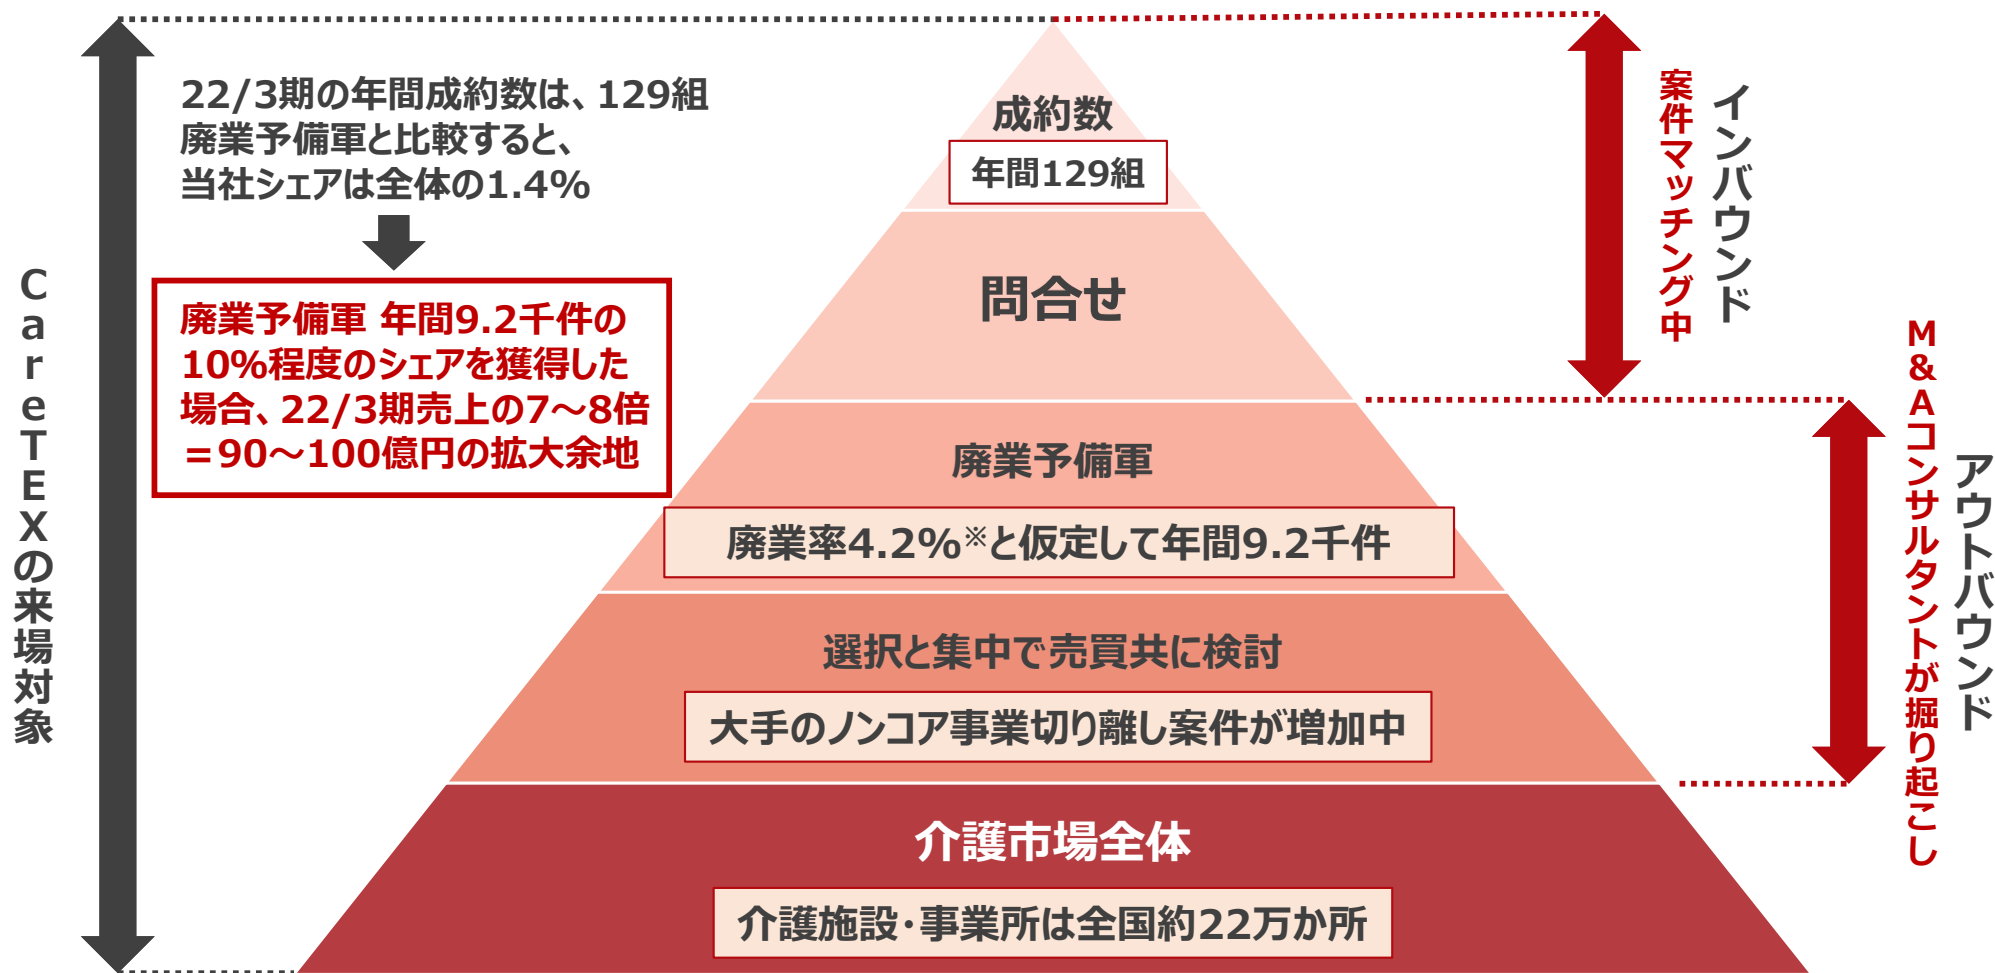 CareTEXの来場対象
22/3期の年間成約数は、129組
廃業予備軍と比較すると、
当社シェアは全体の1.4%
廃業予備軍 年間9.2千件の
10%程度のシェアを獲得した
場合、22/3期売上の7～8倍
＝90～100億円の拡大余地
成約数
年間129組
問合せ
廃業予備軍
廃業率4.2%※と仮定して年間9.2千件
選択と集中で売買共に検討
大手のノンコア事業切り離し案件が増加中
介護市場全体
介護施設・事業所は全国約22万か所
インバウンド
案件マッチング中
アウトバウンド
M&Aコンサルタントが掘り起こし